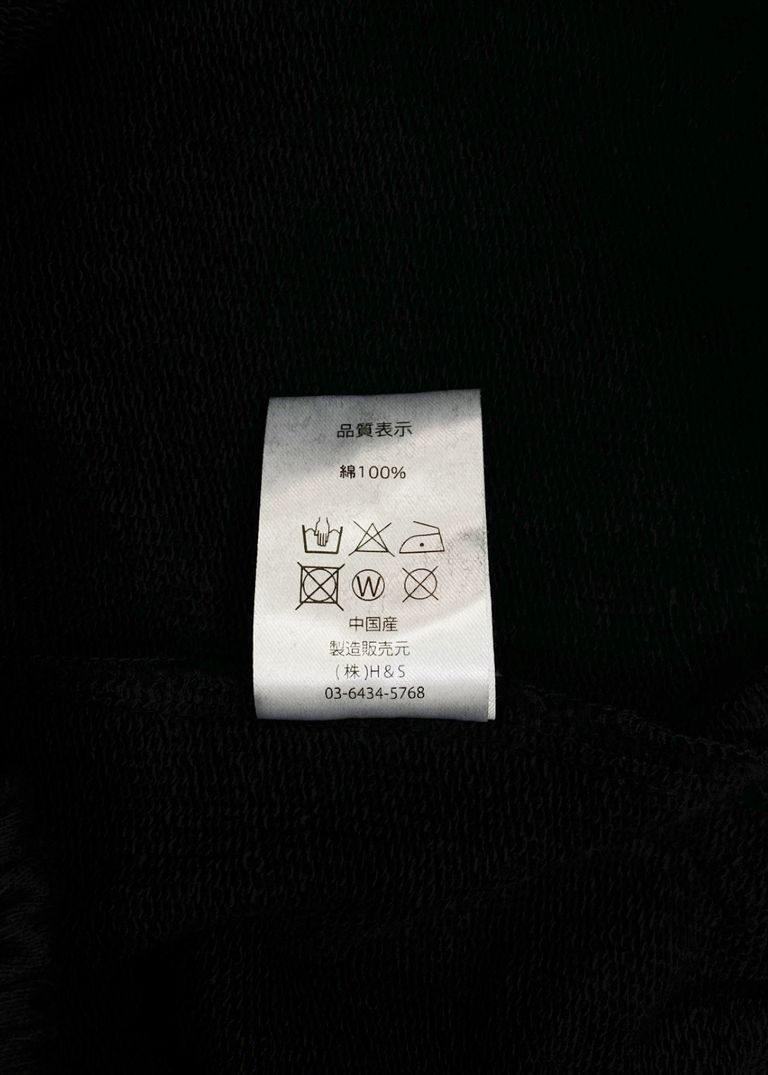 品質表示
綿100%
W
中国産
製造販売元
(株)H&S
03-6434-5768